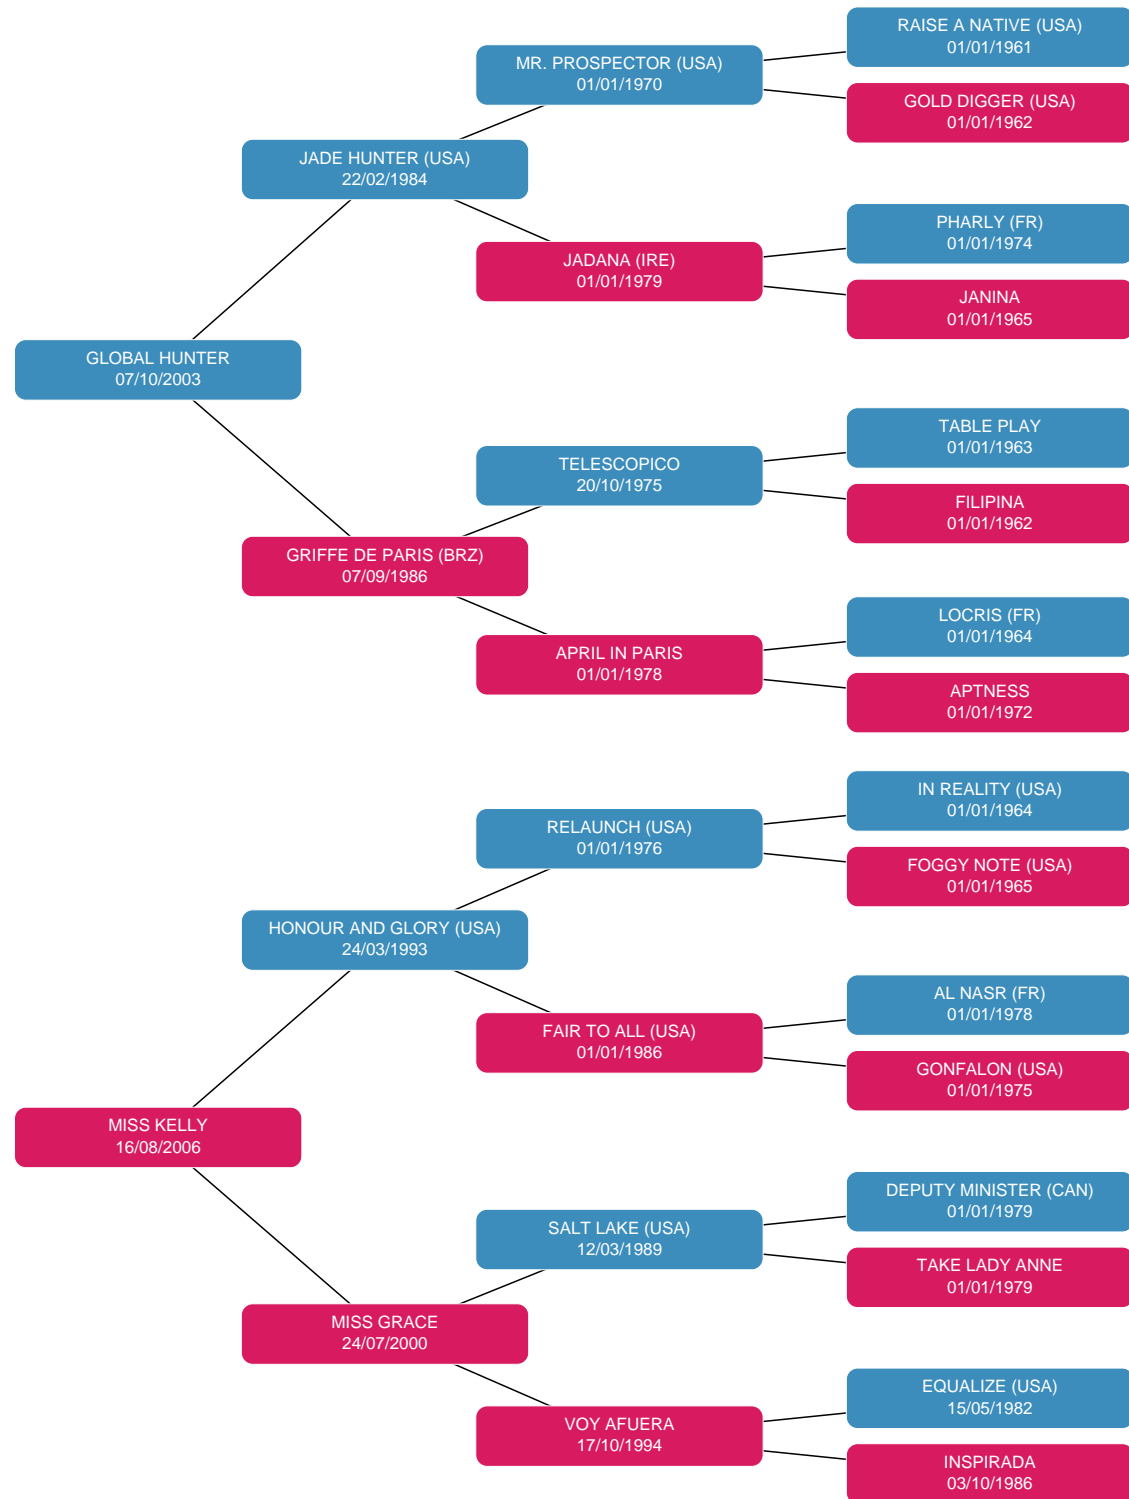 RAISE A NATIVE (USA)
01/01/1961
MR. PROSPECTOR (USA)
01/01/1970
GOLD DIGGER (USA)
01/01/1962
JADE HUNTER (USA)
22/02/1984
PHARLY (FR)
01/01/1974
JADANA (IRE)
01/01/1979
JANINA
01/01/1965
GLOBAL HUNTER
07/10/2003
TABLE PLAY
01/01/1963
TELESCOPICO
20/10/1975
FILIPINA
01/01/1962
GRIFFE DE PARIS (BRZ)
07/09/1986
LOCRIS (FR)
01/01/1964
APRIL IN PARIS
01/01/1978
APTNESS
01/01/1972
IN REALITY (USA)
01/01/1964
RELAUNCH (USA)
01/01/1976
FOGGY NOTE (USA)
01/01/1965
HONOUR AND GLORY (USA)
24/03/1993
AL NASR (FR)
01/01/1978
FAIR TO ALL (USA)
01/01/1986
GONFALON (USA)
01/01/1975
MISS KELLY
16/08/2006
DEPUTY MINISTER (CAN)
01/01/1979
SALT LAKE (USA)
12/03/1989
TAKE LADY ANNE
01/01/1979
MISS GRACE
24/07/2000
EQUALIZE (USA)
15/05/1982
VOY AFUERA
17/10/1994
INSPIRADA
03/10/1986